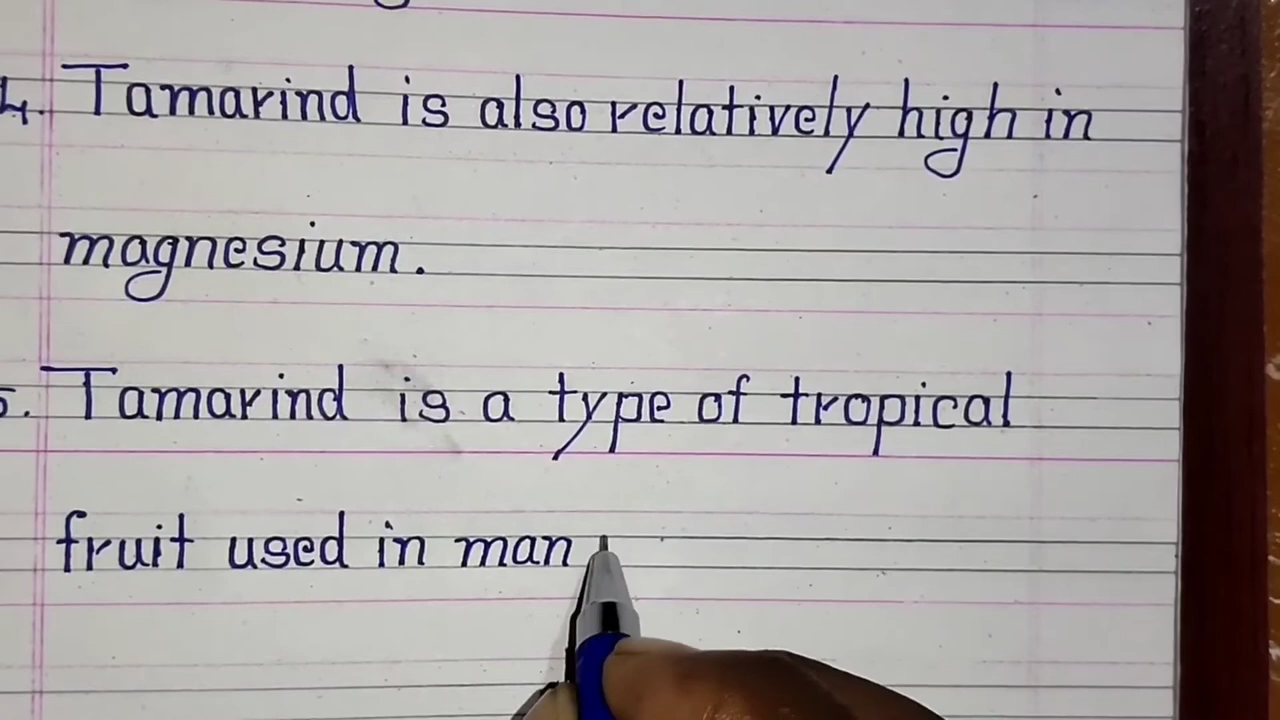 4. Tamarind is also relatively high in
magnesium.
5. Tamarind is a type of tropical
fruit used in man